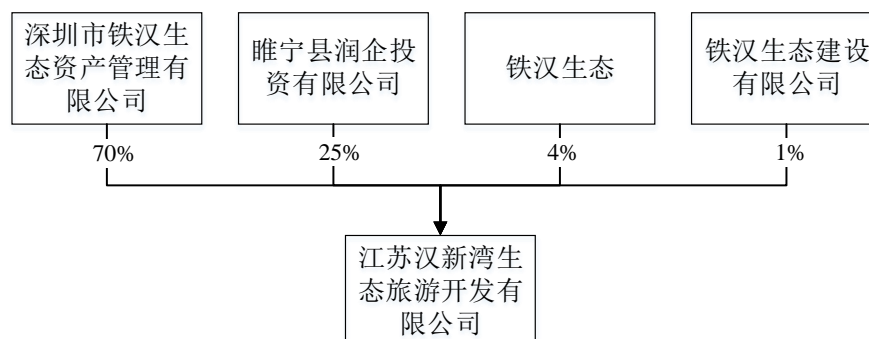 深圳市铁汉生
态资产管理有
限公司
睢宁县润企投
资有限公司
铁汉生态
铁汉生态建设
有限公司
70%
25%
4%
1%
江苏汉新湾生
态旅游开发有
限公司